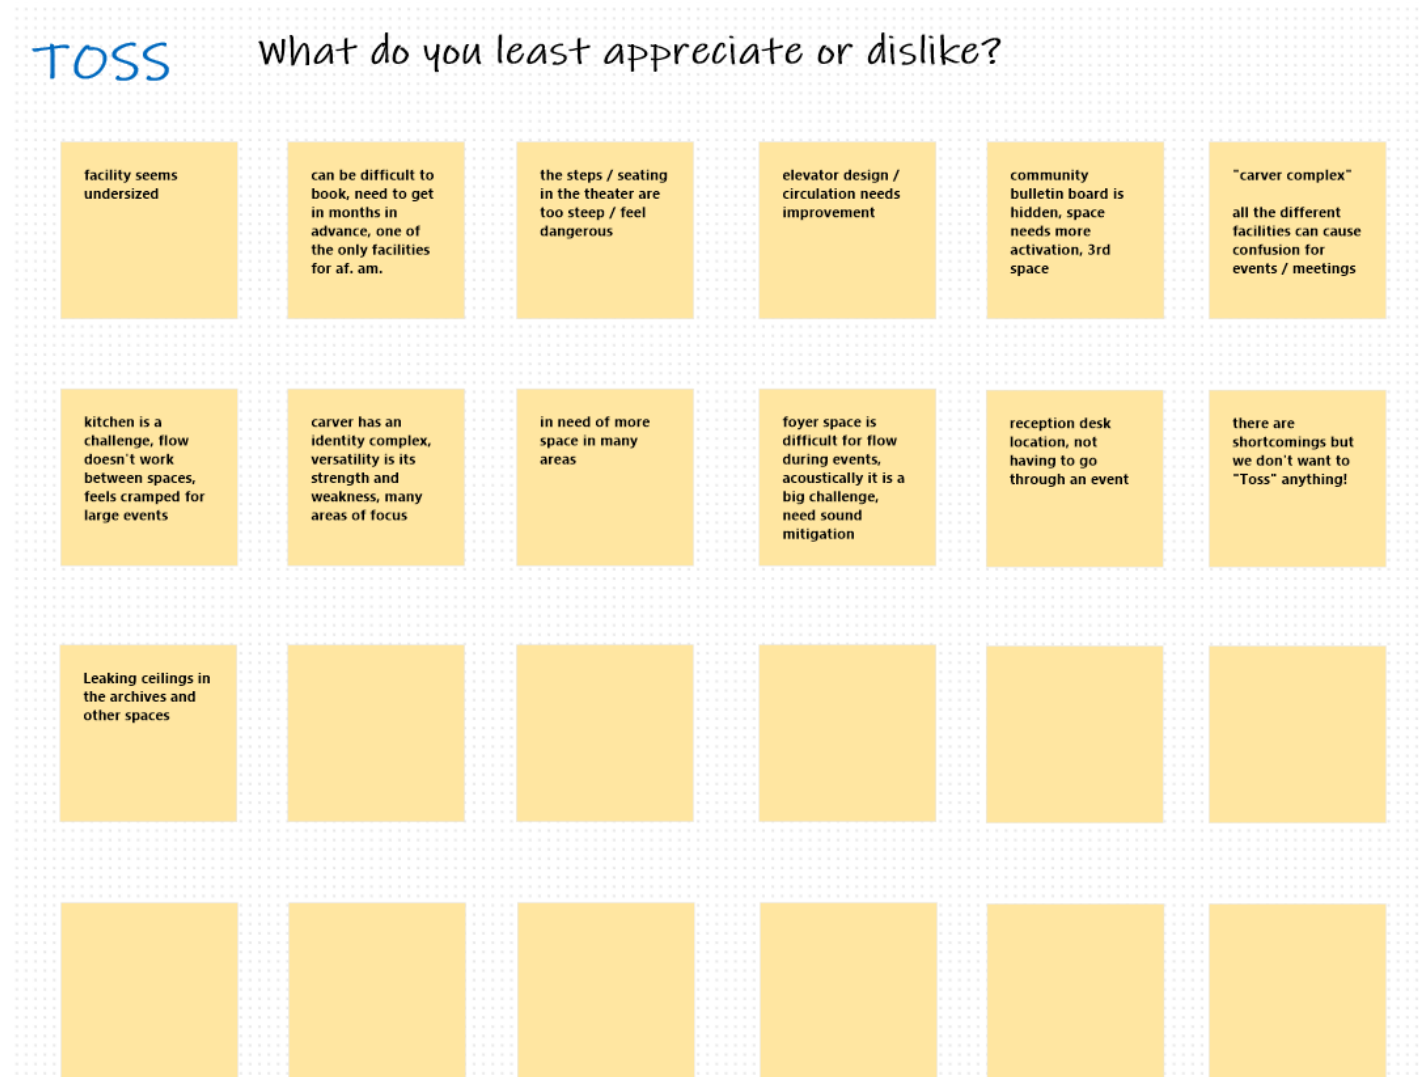 TOSS
What do you least appreciate or dislike?
facility seems
undersized
can be difficult to
book, need to get
in months in
advance, one of
the only facilities
for af. am.
the steps / seating
in the theater are
too steep / feel
dangerous
elevator design /
circulation needs
improvement
community
bulletin board is
hidden, space
needs more
activation, 3rd
space
"carver complex"
all the different
facilities can cause
confusion for
events / meetings
kitchen is a
challenge, flow
doesn't work
between spaces,
feels cramped for
large events
carver has an
identity complex,
versatility is its
strength and
weakness, many
areas of focus
in need of more
space in many
areas
foyer space is
difficult for flow
during events,
acoustically it is a
big challenge,
need sound
mitigation
reception desk
location, not
having to go
through an event
there are
shortcomings but
we don't want to
"Toss" anything!
Leaking ceilings in
the archives and
other spaces